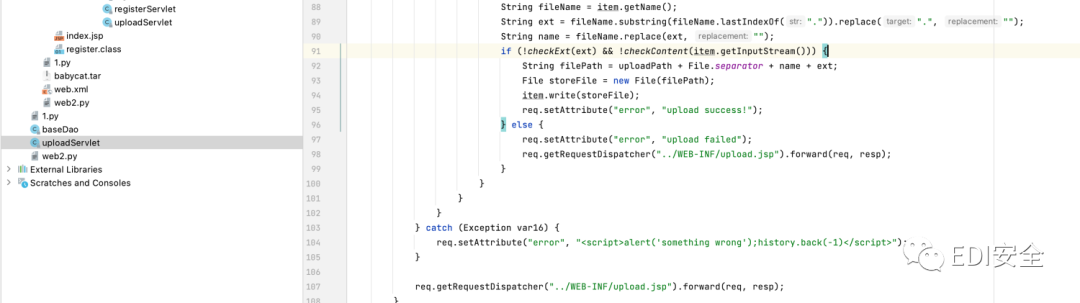 registerServlet
uploadServlet
index.jsp
register.class
1.py
babycat.tar
web.xml
web2.py
1.py
baseDao
uploadServlet
web2.py
External Libraries
Scratches and Consoles
88 String fileName = item.getName();
89 String ext = fileName.substring(fileName.lastIndexOf( str: ".")).replace( target: ".", replacement: "");
90 String name = fileName.replace(ext, replacement: "");
91 if (!checkExt(ext) && !checkContent(item.getInputStream())) {
92 String filePath = uploadPath + File.separator + name + ext;
93 File storeFile = new File(filePath);
94 item.write(storeFile);
95 req.setAttribute("error", "upload success!");
96 } else {
97 req.setAttribute("error", "upload failed");
98 req.getRequestDispatcher("../WEB-INF/upload.jsp").forward(req, resp);
99 }
100 }
101 }
102 }
103 } catch (Exception var16) {
104 req.setAttribute("error", "<script>alert('something wrong');history.back(-1)</script>");
105 }
106
107 req.getRequestDispatcher("../WEB-INF/upload.jsp").forward(req, resp);
108 }
EDI安全